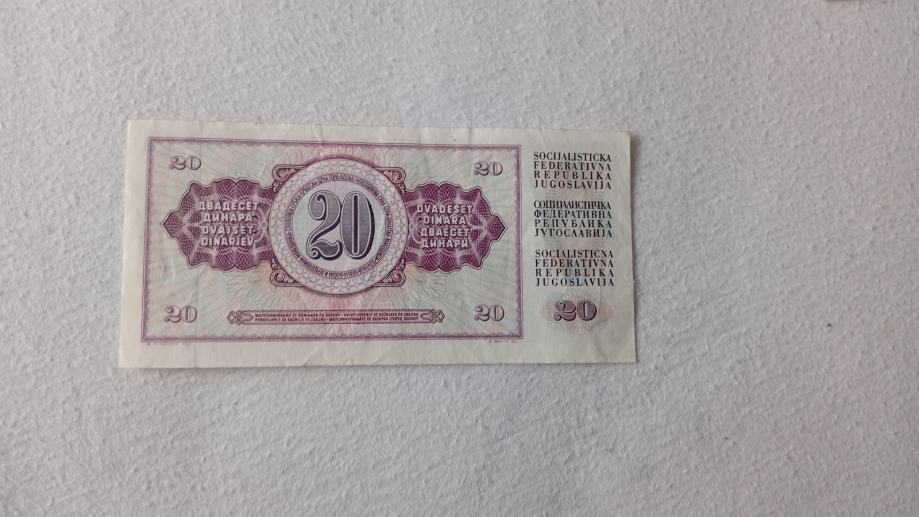 20
20
ДВАДЕСЕТ
ДИНАРА
DVAJSET
DINARJEV
20
DVADESET
DINARA
ДВАЕСЕТ
ДИНАРИ
20
20
SOCIJALISTIČKA
FEDERATIVNA
REPUBLIKA
JUGOSLAVIJA
СОЦИЈАЛИСТИЧКА
ФЕДЕРАТИВНА
РЕПУБЛИКА
ЈУГОСЛАВИЈА
SOCIALISTIČNA
FEDERATIVNA
REPUBLIKA
JUGOSLAVIJA
20